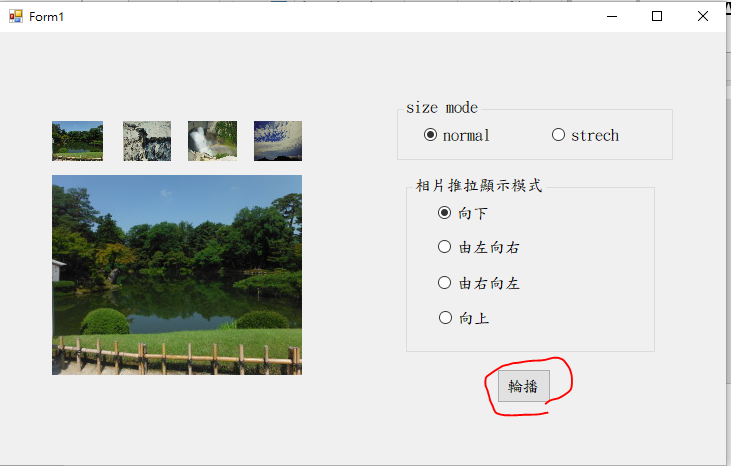 Form1
size mode
normal
strech
相片推拉顯示模式
向下
由左向右
由右向左
向上
輪播